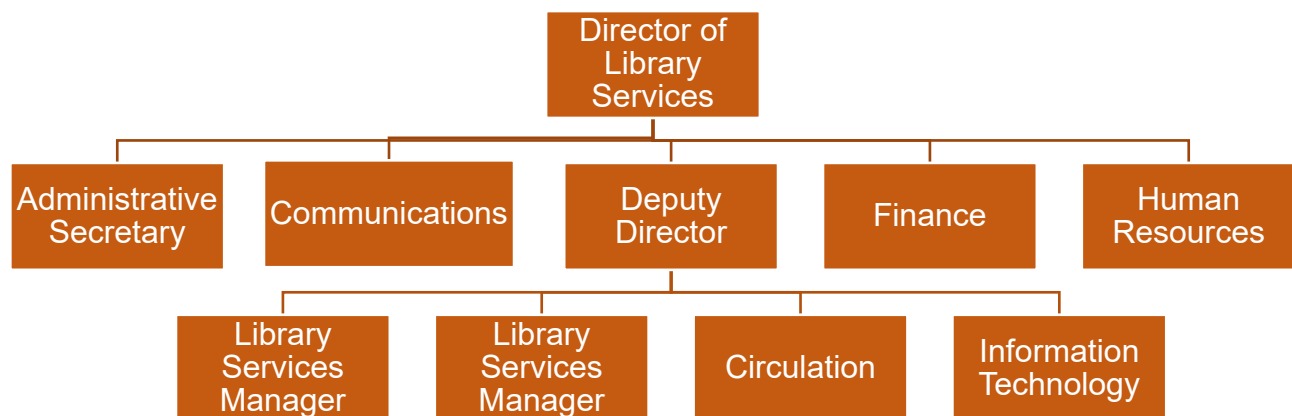 Director of
Library
Services
Administrative
Secretary
Communications
Deputy
Director
Finance
Human
Resources
Library
Services
Manager
Library
Services
Manager
Circulation
Information
Technology